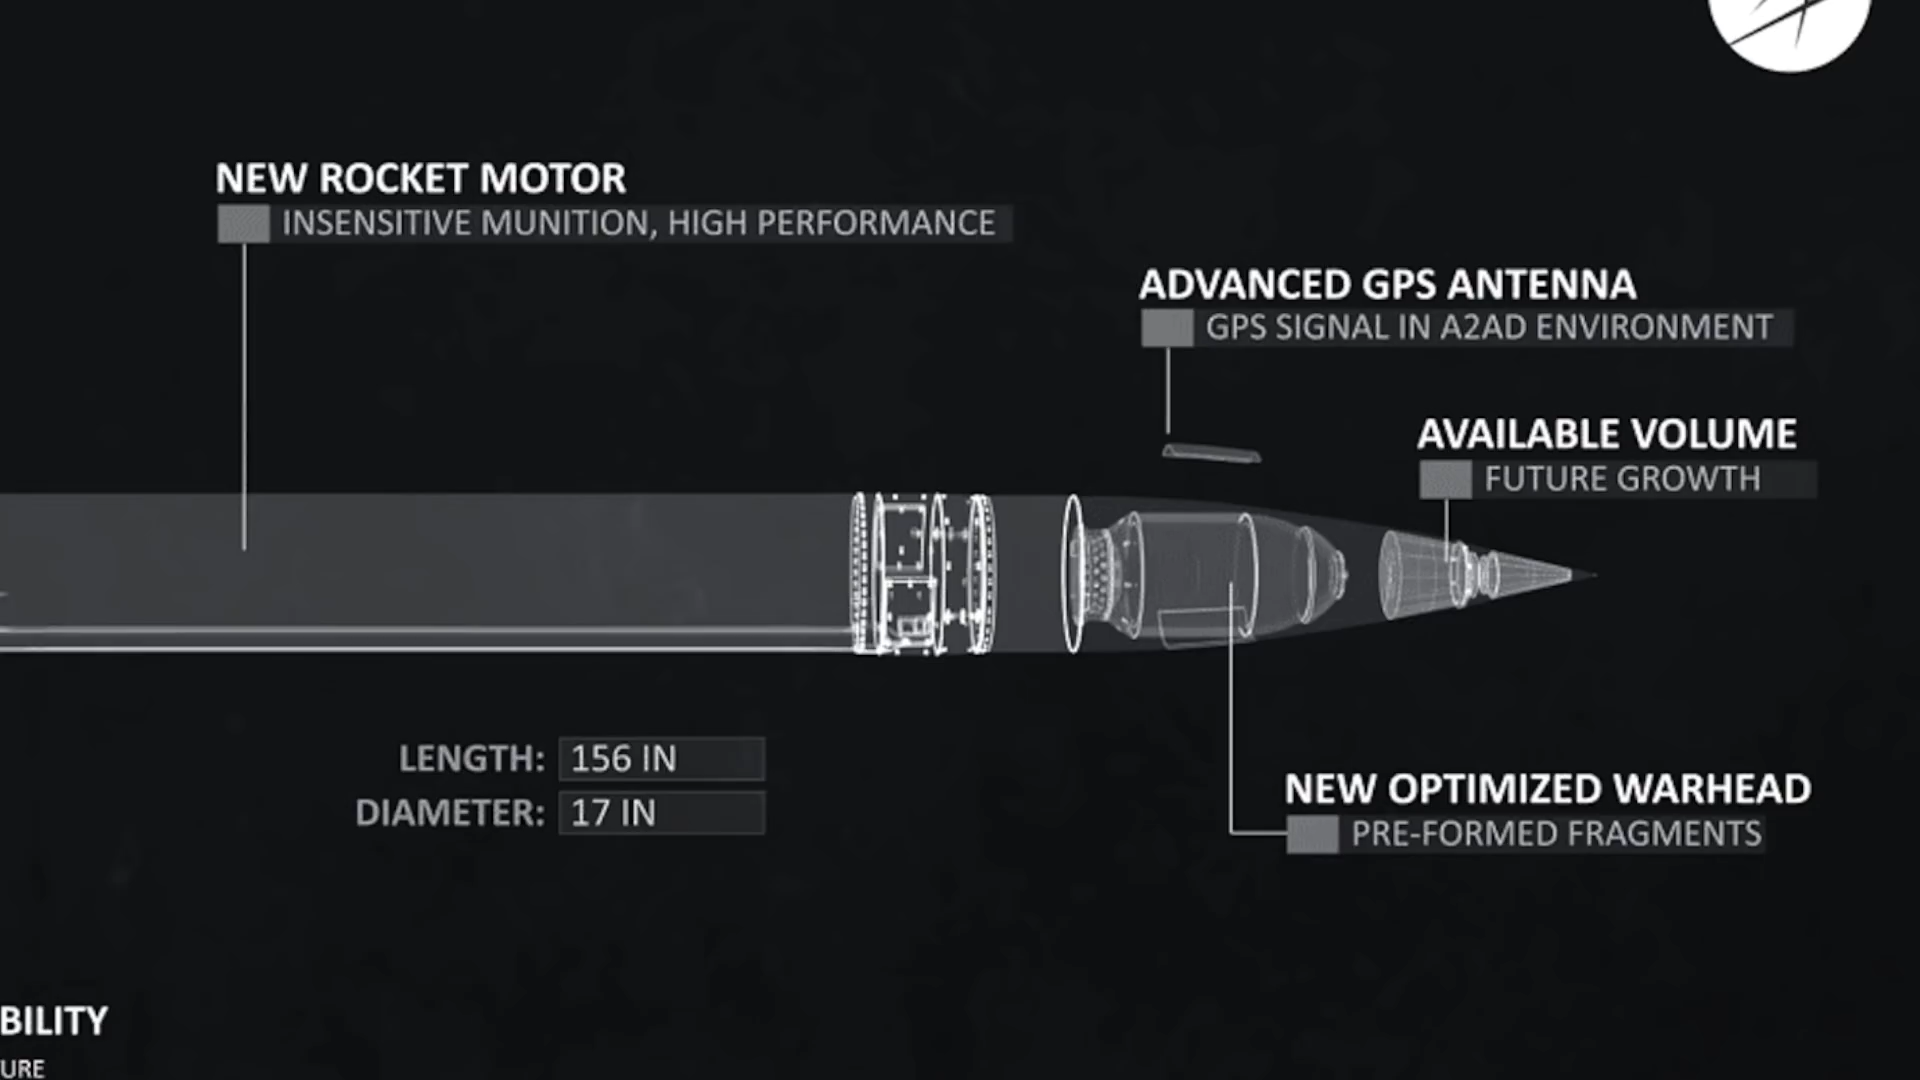 NEW ROCKET MOTOR
INSENSITIVE MUNITION, HIGH PERFORMANCE
ADVANCED GPS ANTENNA
GPS SIGNAL IN A2AD ENVIRONMENT
AVAILABLE VOLUME
FUTURE GROWTH
LENGTH: 156 IN
DIAMETER: 17 IN
NEW OPTIMIZED WARHEAD
PRE-FORMED FRAGMENTS
BILITY
URE